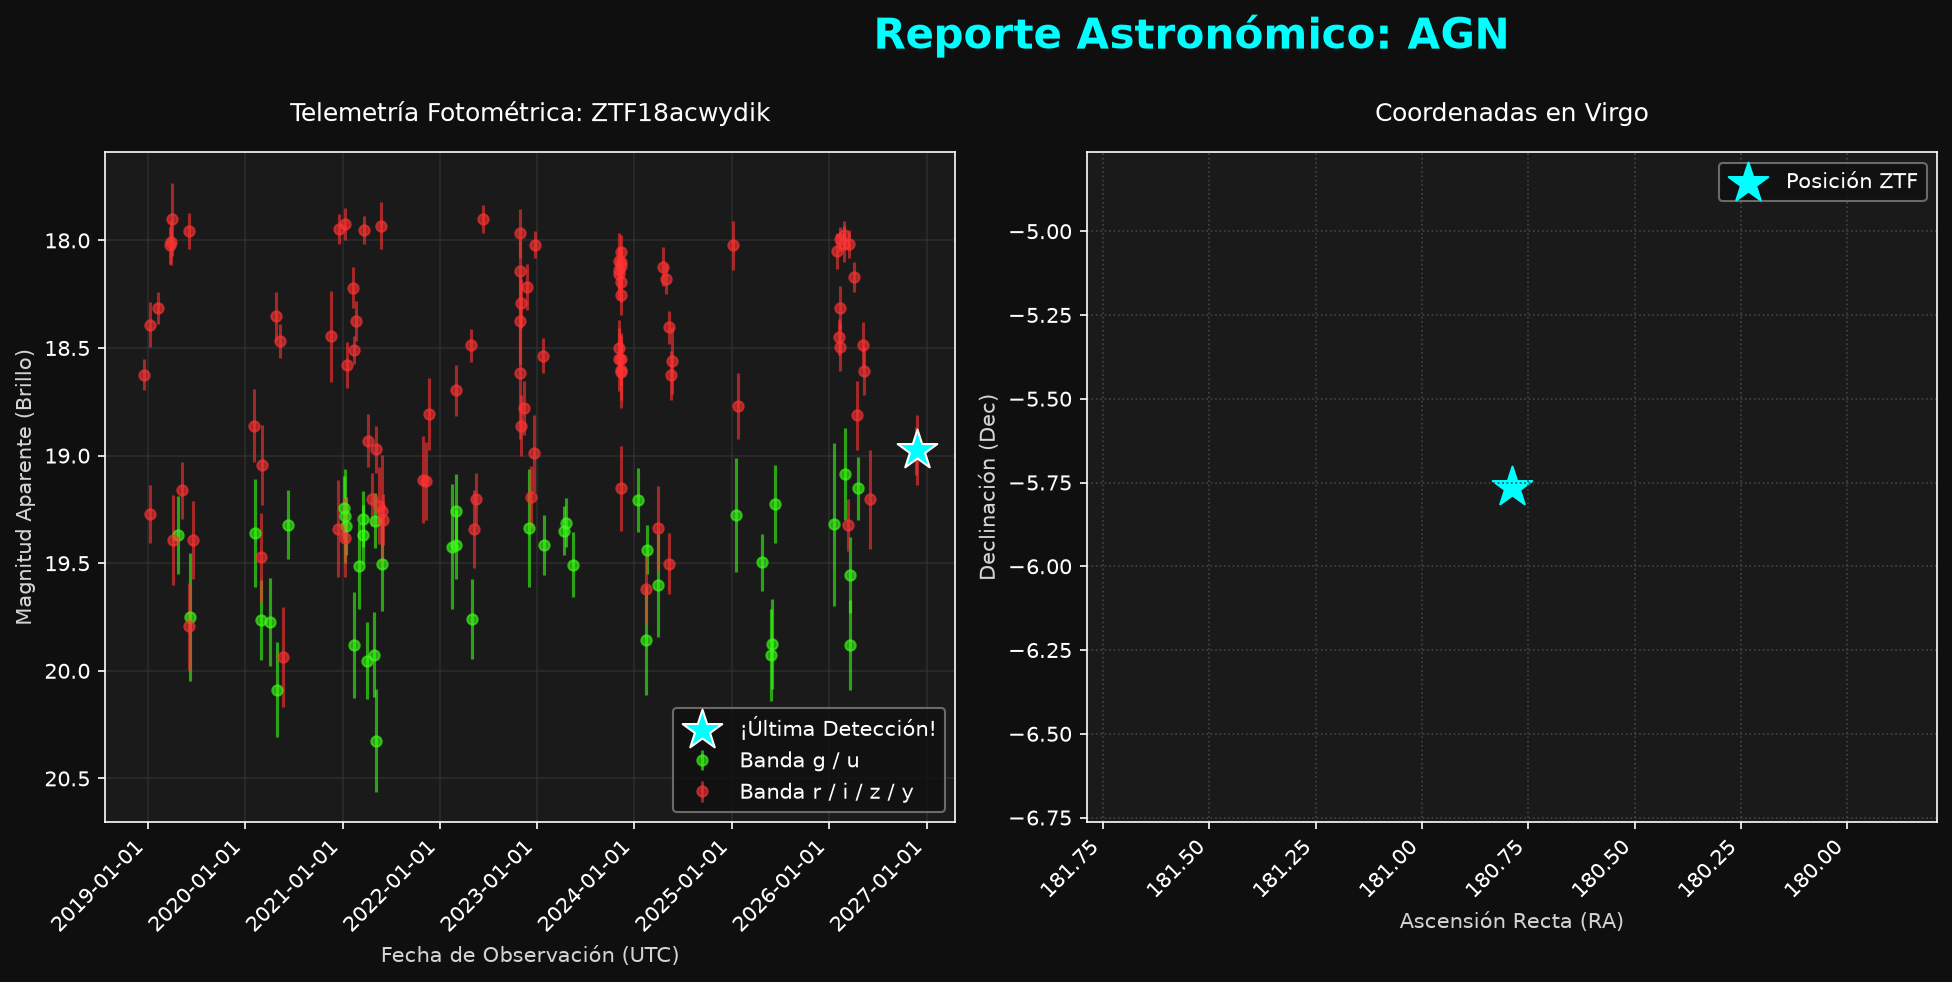 Reporte Astronómico: AGN
Telemetría Fotométrica: ZTF18acwydik
Magnitud Aparente (Brillo)
18.0
18.5
19.0
19.5
20.0
20.5
¡Última Detección!
Banda g / u
Banda r / i / z / y
2019-01-01
2020-01-01
2021-01-01
2022-01-01
2023-01-01
2024-01-01
2025-01-01
2026-01-01
2027-01-01
Fecha de Observación (UTC)
Coordenadas en Virgo
Posición ZTF
Declinación (Dec)
−5.00
−5.25
−5.50
−5.75
−6.00
−6.25
−6.50
−6.75
181.75
181.50
181.25
181.00
180.75
180.50
180.25
180.00
Ascensión Recta (RA)